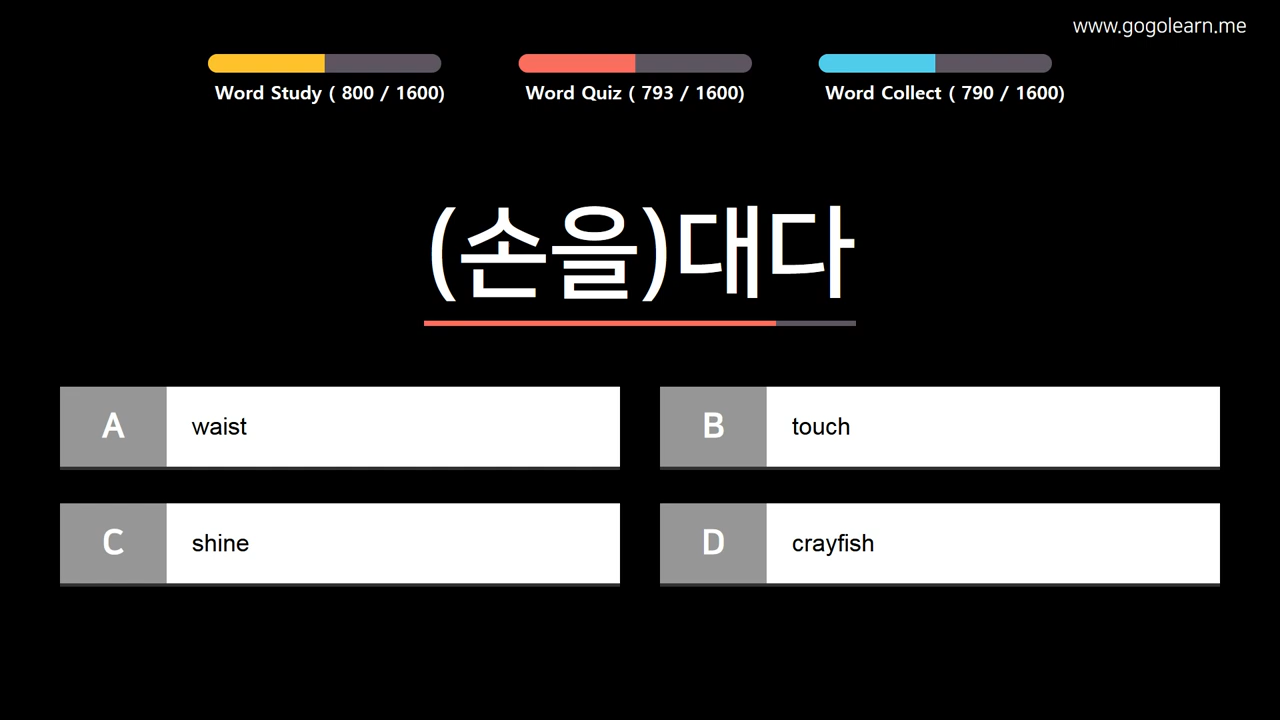 www.gogolearn.me
Word Study ( 800 / 1600)
Word Quiz ( 793 / 1600)
Word Collect ( 790 / 1600)
(손을)대다
A waist
B touch
C shine
D crayfish